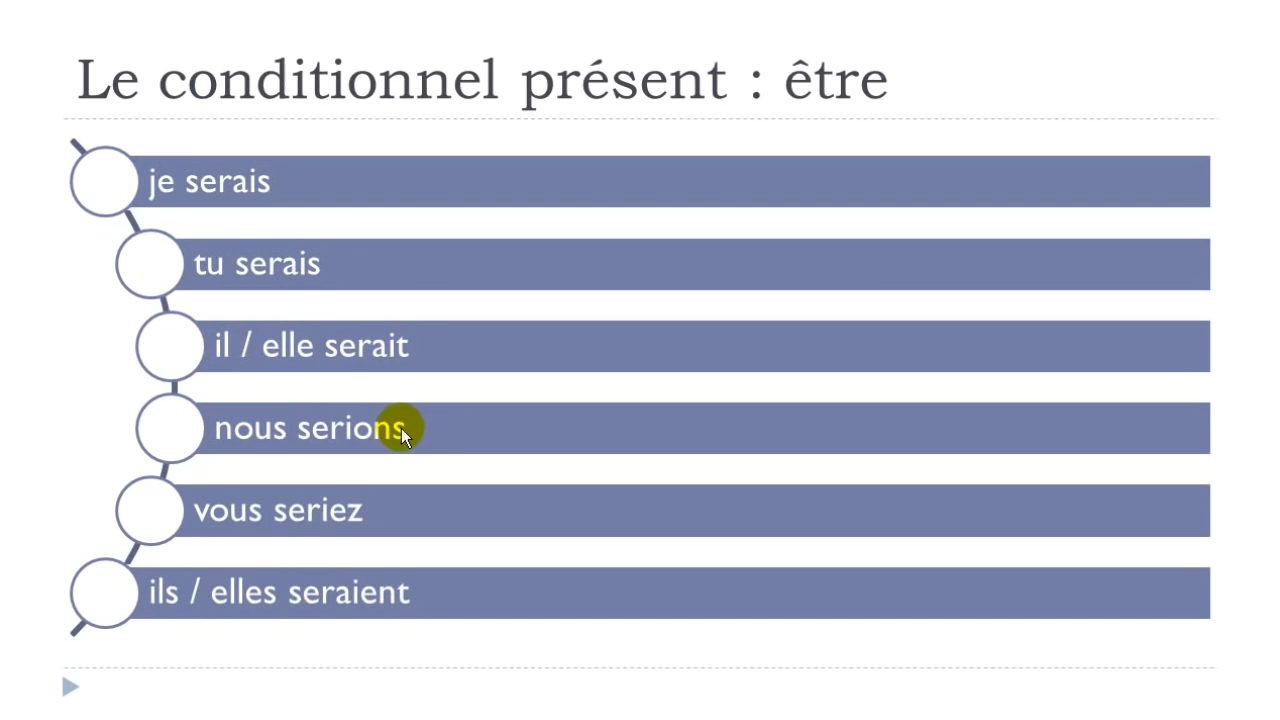 Le conditionnel présent : être
je serais
tu serais
il / elle serait
nous serions
vous seriez
ils / elles seraient